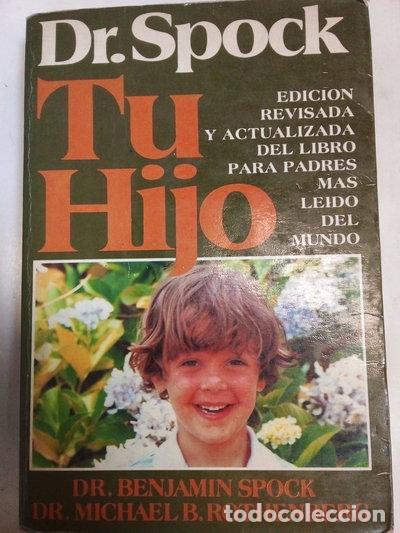 Dr. Spock
Tu
Hijo
EDICION
REVISADA
Y ACTUALIZADA
DEL LIBRO
PARA PADRES
MAS
LEIDO
DEL
MUNDO
DR. BENJAMIN SPOCK
DR. MICHAEL B.
todocoleccion